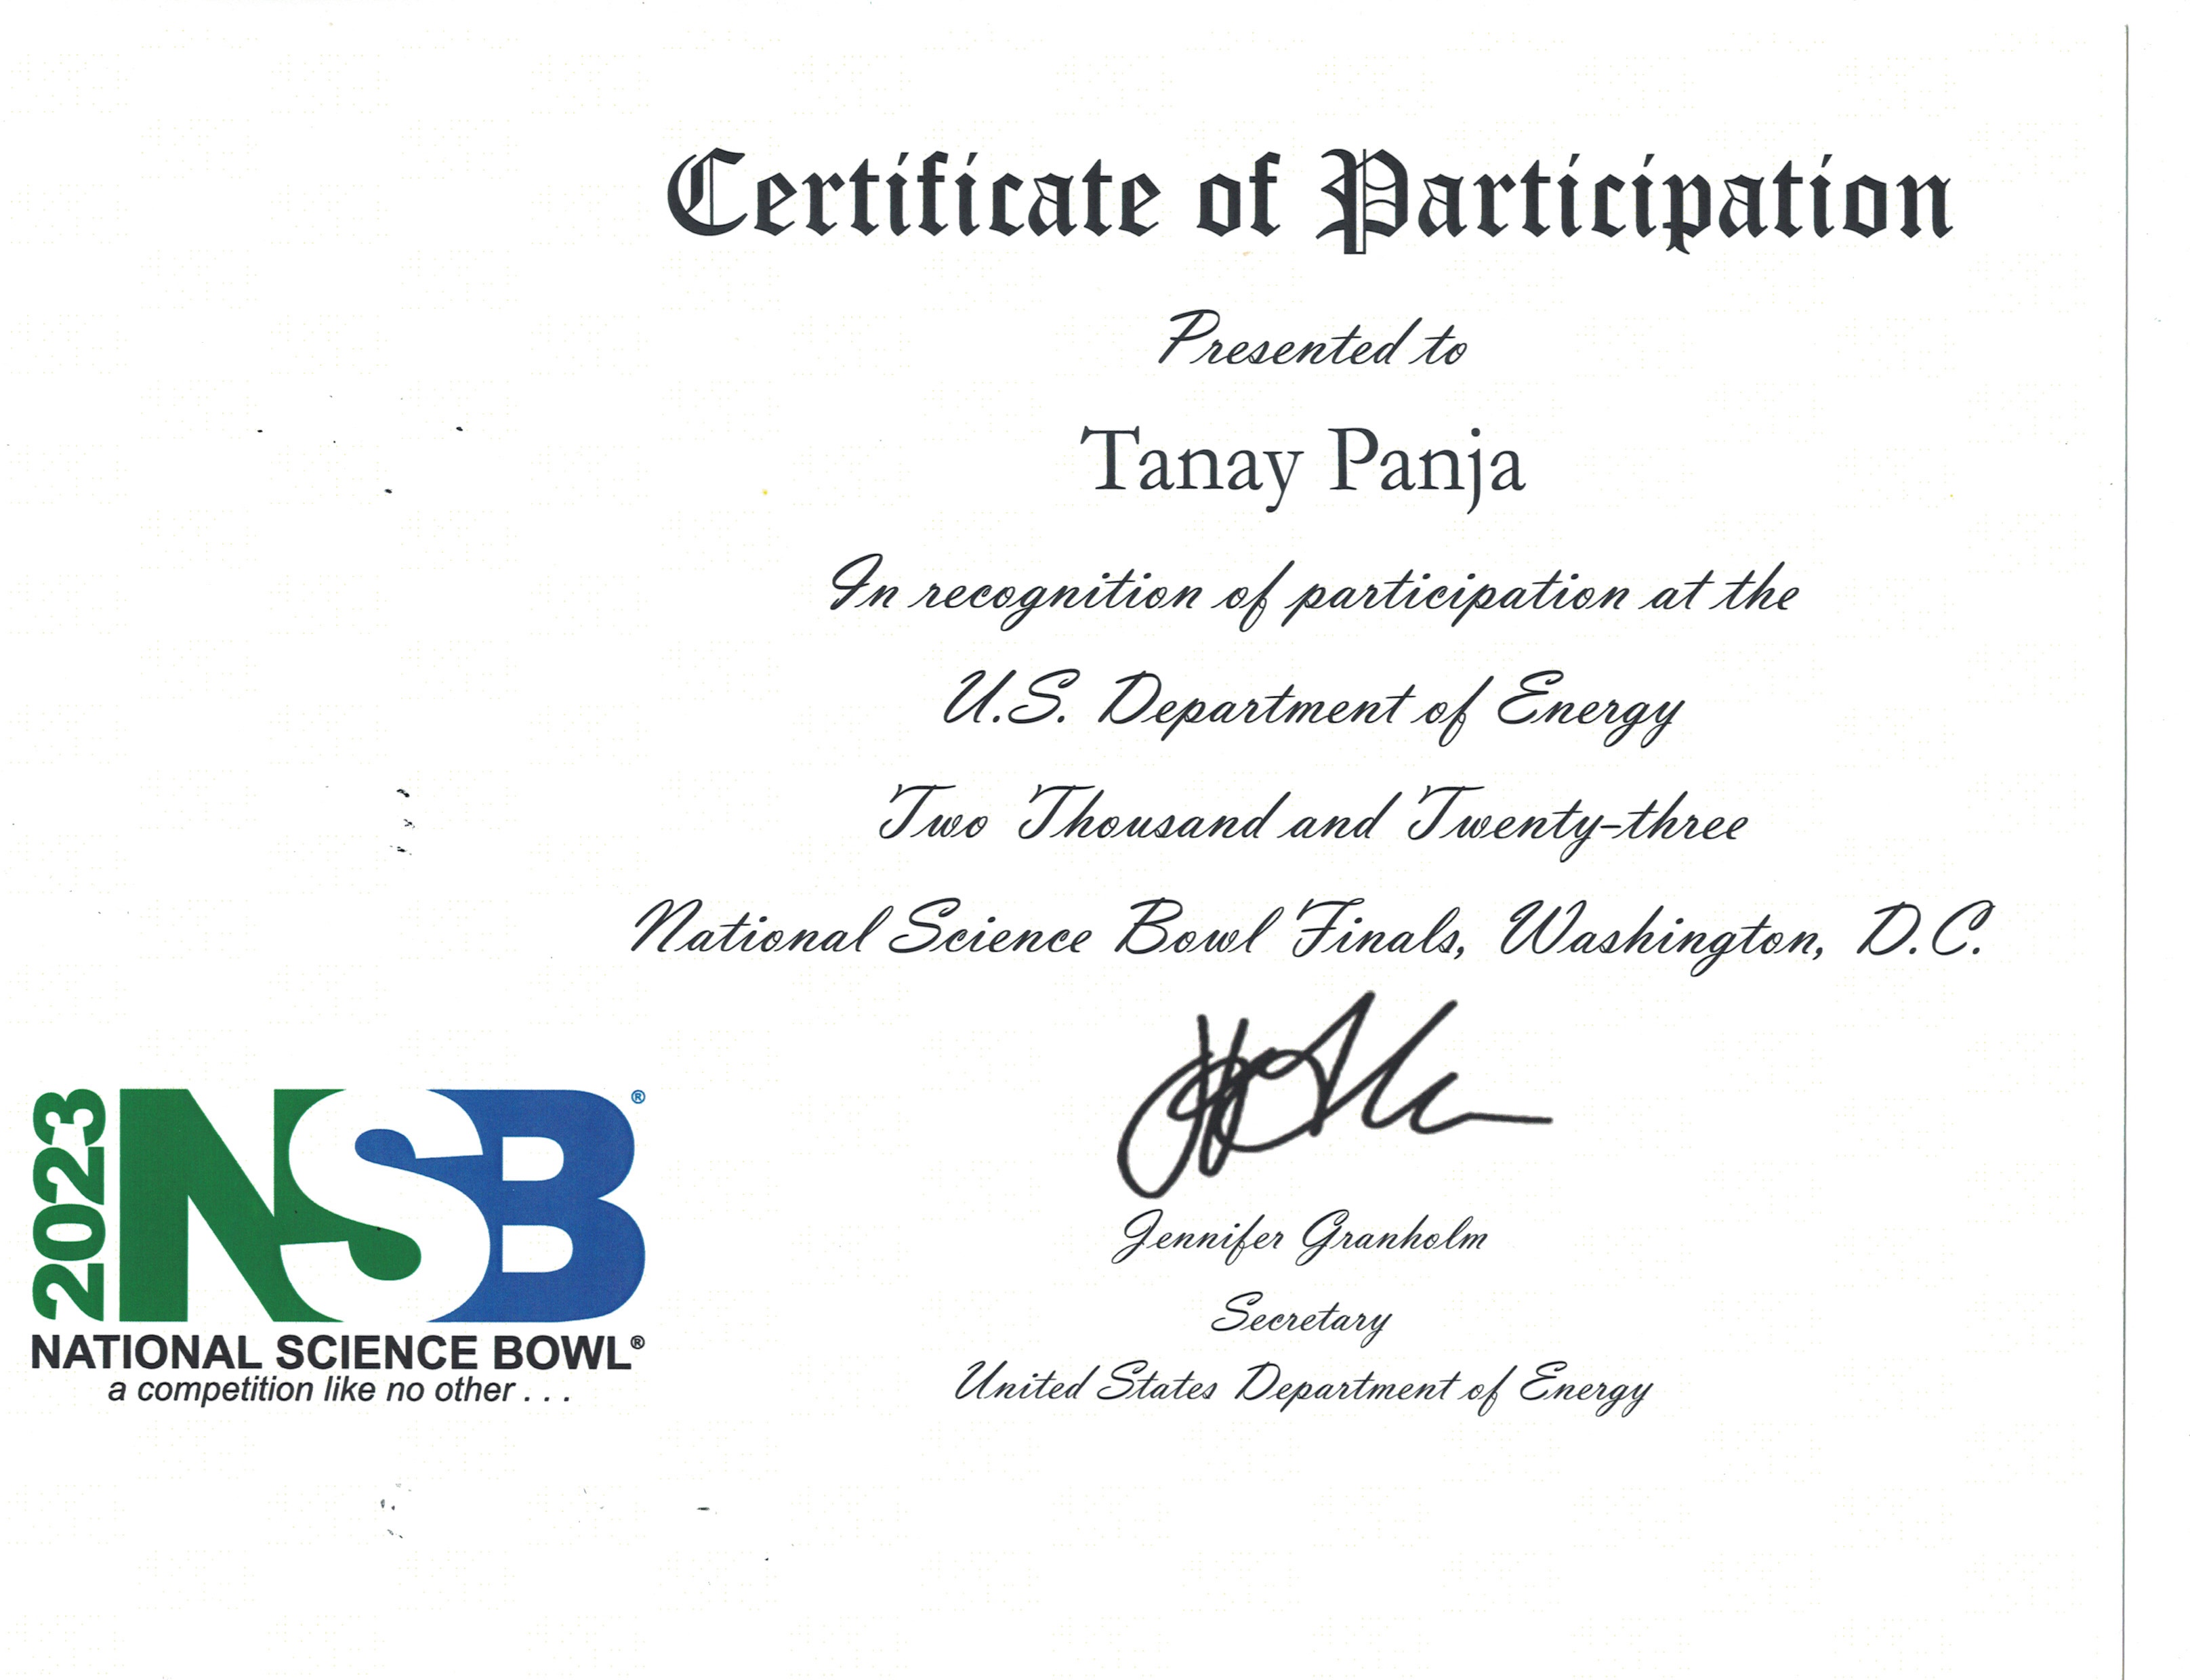 Certificate of Participation
Presented to
Tanay Panja
In recognition of participation at the
U.S. Department of Energy
Two Thousand and Twenty-three
National Science Bowl Finals, Washington, D.C.
Jennifer Granholm
Secretary
United States Department of Energy
2023
NSB®
NATIONAL SCIENCE BOWL®
a competition like no other . . .